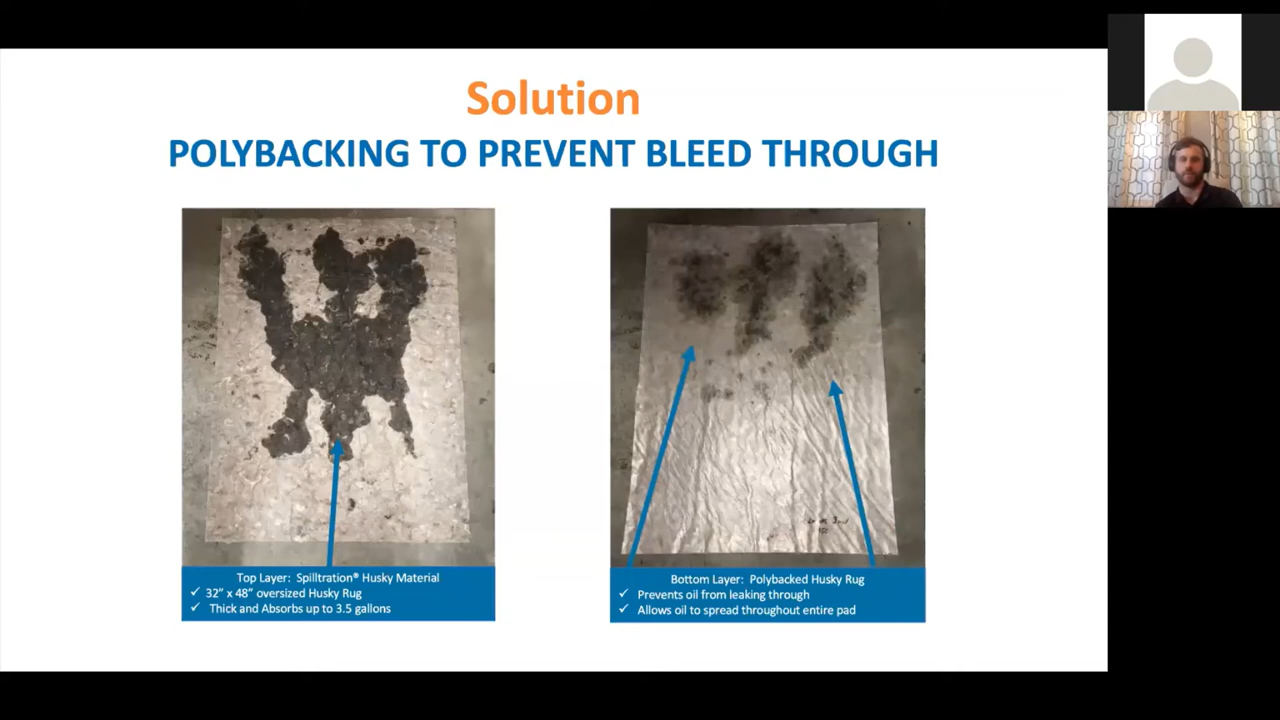 Solution
POLYBACKING TO PREVENT BLEED THROUGH
Top Layer: Spilltration® Husky Material
✓ 32” x 48” oversized Husky Rug
✓ Thick and Absorbs up to 3.5 gallons
Bottom Layer: Polybacked Husky Rug
✓ Prevents oil from leaking through
✓ Allows oil to spread throughout entire pad